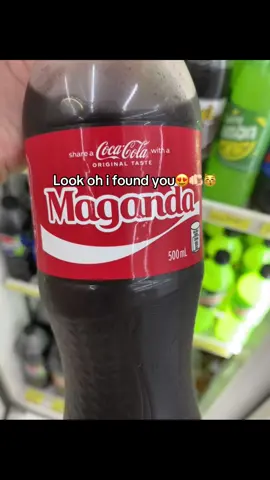 share a Coca-Cola with a
ORIGINAL TASTE
Look oh i found you😍🫵🏻😚
Maganda
500 mL